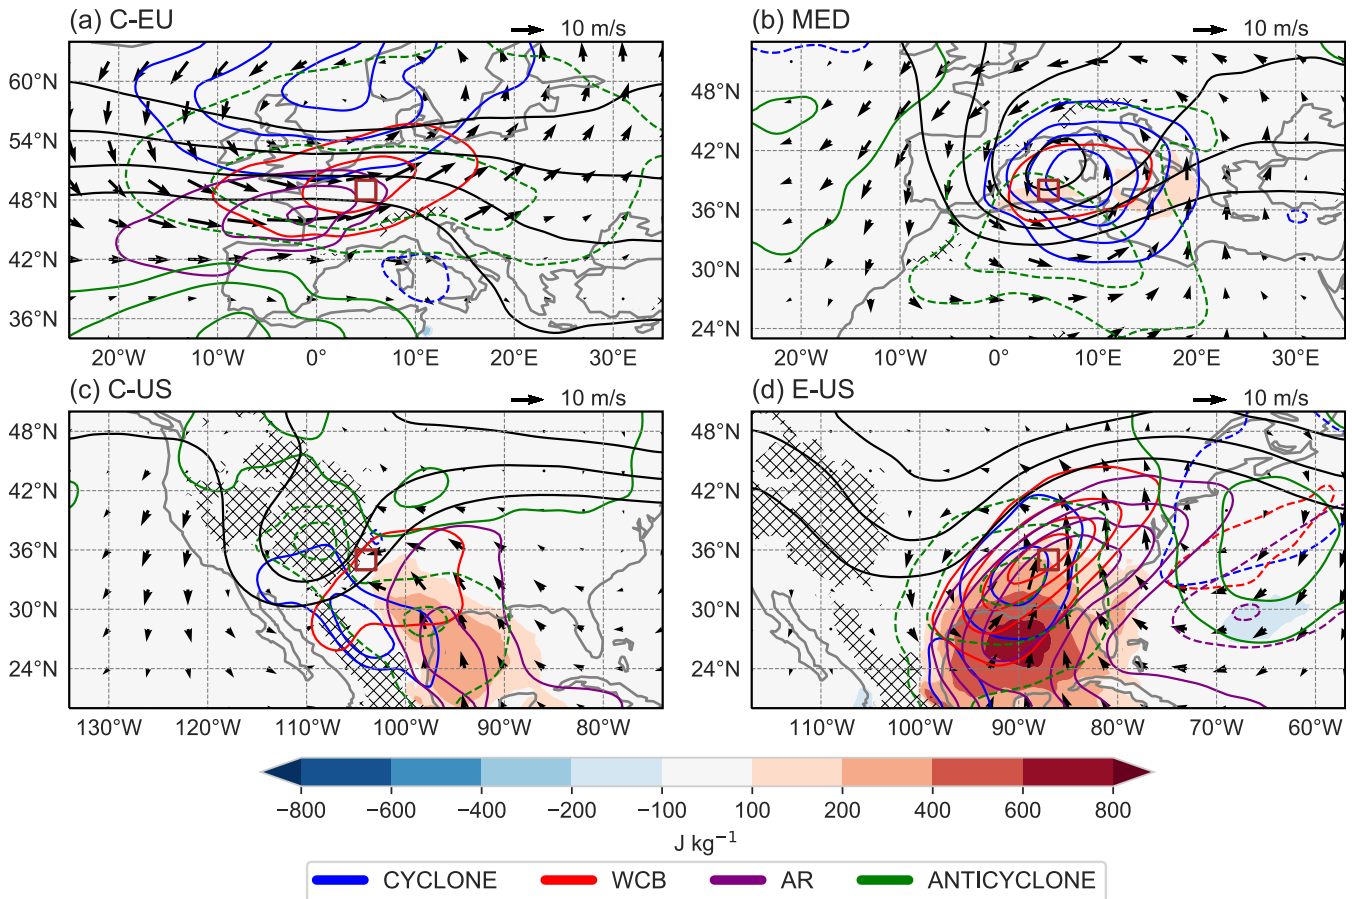 (a) C-EU
10 m/s
60°N
54°N
48°N
42°N
36°N
20°W 10°W 0° 10°E 20°E 30°E
(b) MED
10 m/s
48°N
42°N
36°N
30°N
24°N
20°W 10°W 0° 10°E 20°E 30°E
(c) C-US
10 m/s
48°N
42°N
36°N
30°N
24°N
130°W 120°W 110°W 100°W 90°W 80°W
(d) E-US
10 m/s
48°N
42°N
36°N
30°N
24°N
110°W 100°W 90°W 80°W 70°W 60°W
−800 −600 −400 −200 −100 100 200 400 600 800
J kg⁻¹
CYCLONE WCB AR ANTICYCLONE